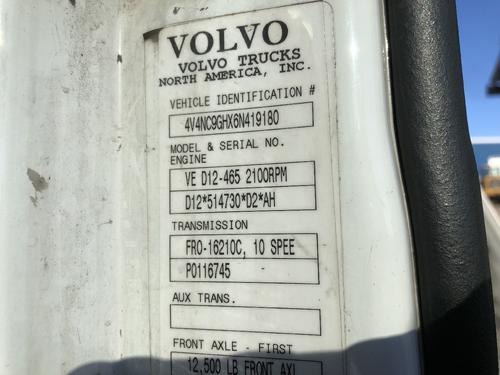 VOLVO
VOLVO TRUCKS
NORTH AMERICA, INC.
VEHICLE IDENTIFICATION #
4V4NC9GHX6N419180
MODEL & SERIAL NO.
ENGINE
VE D12-465 2100RPM
D12*514730*D2*AH
TRANSMISSION
FRO-16210C, 10 SPEE
P0116745 -
AUX TRANS.
FRONT AXLE - FIRST
12,500 LB FRONT AXL